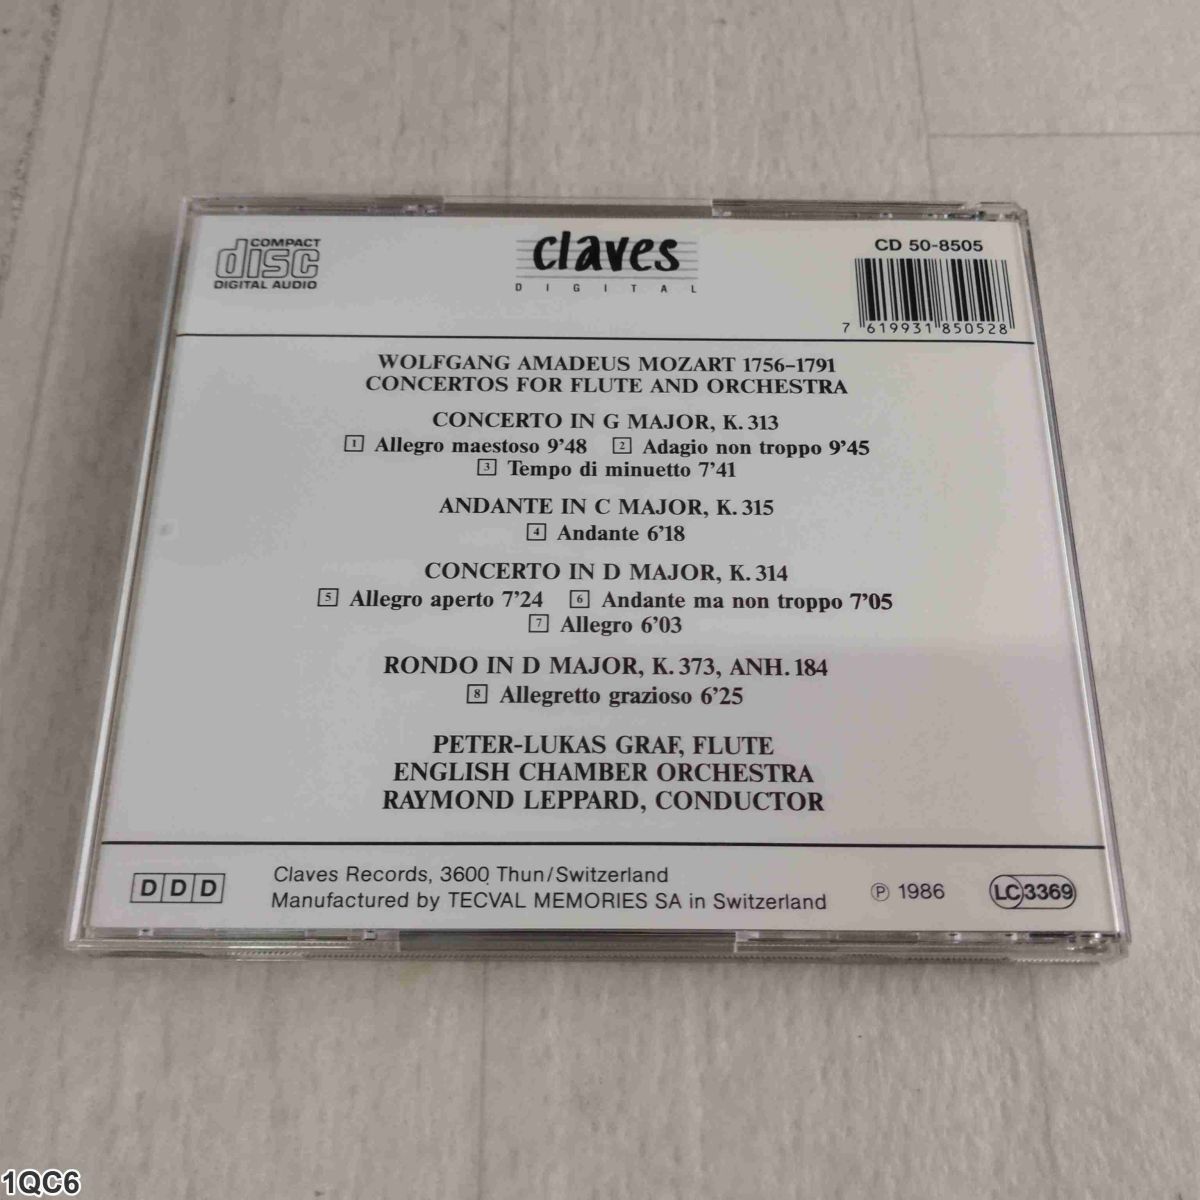 COMPACT
disc
DIGITAL AUDIO
claves
DIGITAL
CD 50-8505
7 619931 850528
WOLFGANG AMADEUS MOZART 1756–1791
CONCERTOS FOR FLUTE AND ORCHESTRA
CONCERTO IN G MAJOR, K. 313
1 Allegro maestoso 9'48 2 Adagio non troppo 9'45
3 Tempo di minuetto 7'41
ANDANTE IN C MAJOR, K. 315
4 Andante 6'18
CONCERTO IN D MAJOR, K. 314
5 Allegro aperto 7'24 6 Andante ma non troppo 7'05
7 Allegro 6'03
RONDO IN D MAJOR, K. 373, ANH. 184
8 Allegretto grazioso 6'25
PETER-LUKAS GRAF, FLUTE
ENGLISH CHAMBER ORCHESTRA
RAYMOND LEPPARD, CONDUCTOR
DDD
Claves Records, 3600 Thun/Switzerland
Manufactured by TECVAL MEMORIES SA in Switzerland
℗ 1986
LC 3369
1QC6